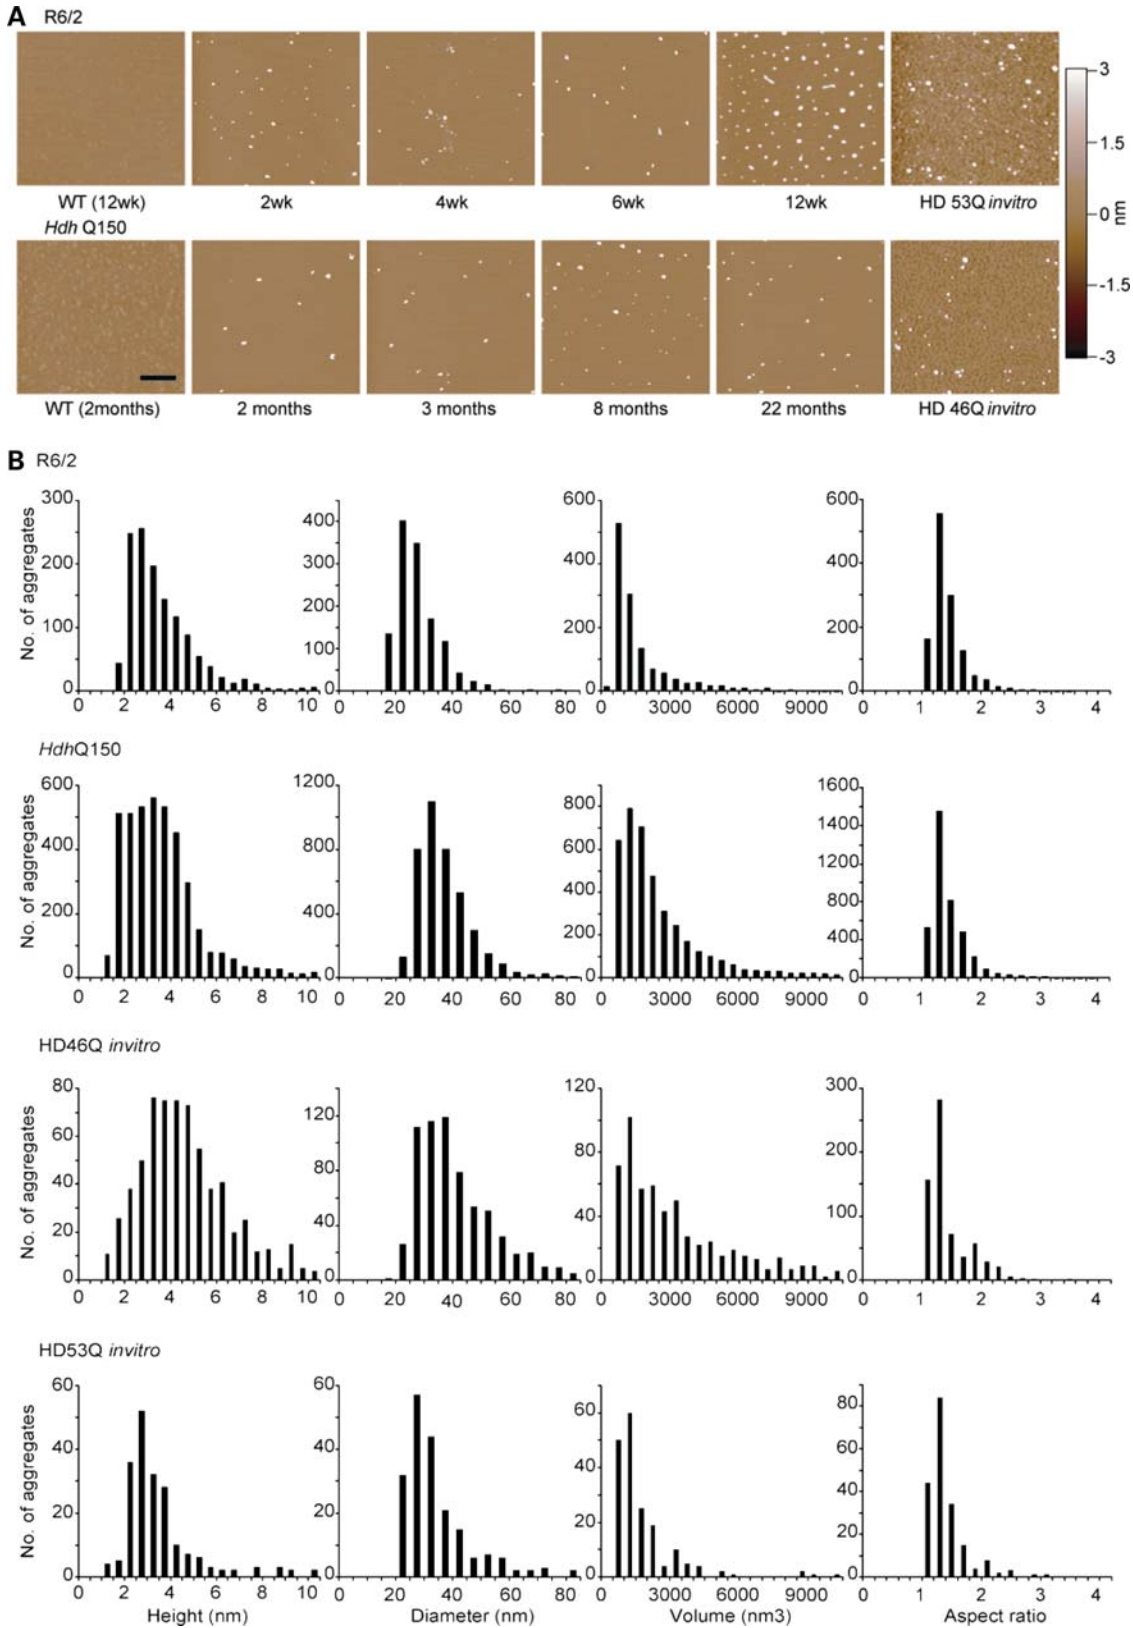 A R6/2
WT (12wk) 2wk 4wk 6wk 12wk HD 53Q invitro
3
1.5
0 nm
-1.5
-3
Hdh Q150
WT (2months) 2 months 3 months 8 months 22 months HD 46Q invitro
B R6/2
No. of aggregates
300
200
100
0
0 2 4 6 8 10
400
300
200
100
0
0 20 40 60 80
600
400
200
0
0 3000 6000 9000
600
400
200
0
1 2 3 4
HdhQ150
No. of aggregates
600
400
200
0
0 2 4 6 8 10
1200
800
400
0
0 20 40 60 80
800
600
400
200
0
0 3000 6000 9000
1600
1400
1200
800
400
0
0 1 2 3 4
HD46Q invitro
No. of aggregates
80
60
40
20
0
0 2 4 6 8 10
120
80
40
0
0 20 40 60 80
120
80
40
0
0 3000 6000 9000
300
200
100
0
0 1 2 3 4
HD53Q invitro
No. of aggregates
60
40
20
0
0 2 4 6 8 10
Height (nm)
60
40
20
0
0 20 40 60 80
Diameter (nm)
60
40
20
0
0 3000 6000 9000
Volume (nm3)
80
60
40
20
0
0 1 2 3 4
Aspect ratio